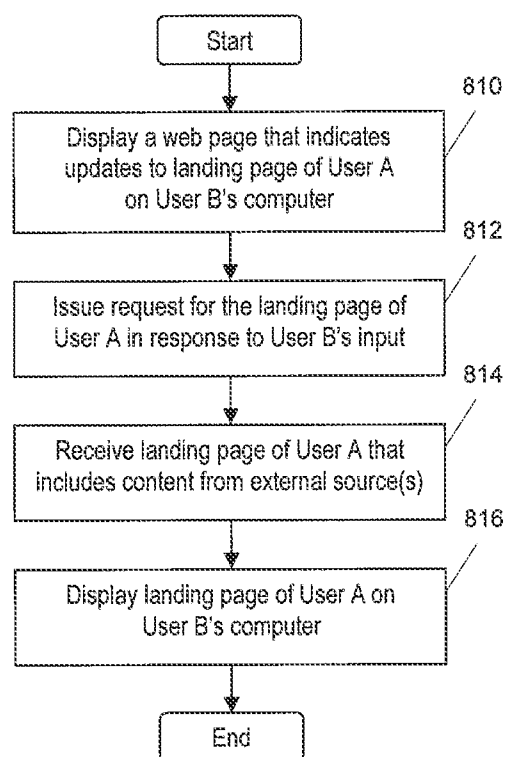 Start
810
Display a web page that indicates
updates to landing page of User A
on User B's computer
812
Issue request for the landing page of
User A in response to User B's input
814
Receive landing page of User A that
includes content from external source(s)
816
Display landing page of User A on
User B's computer
End